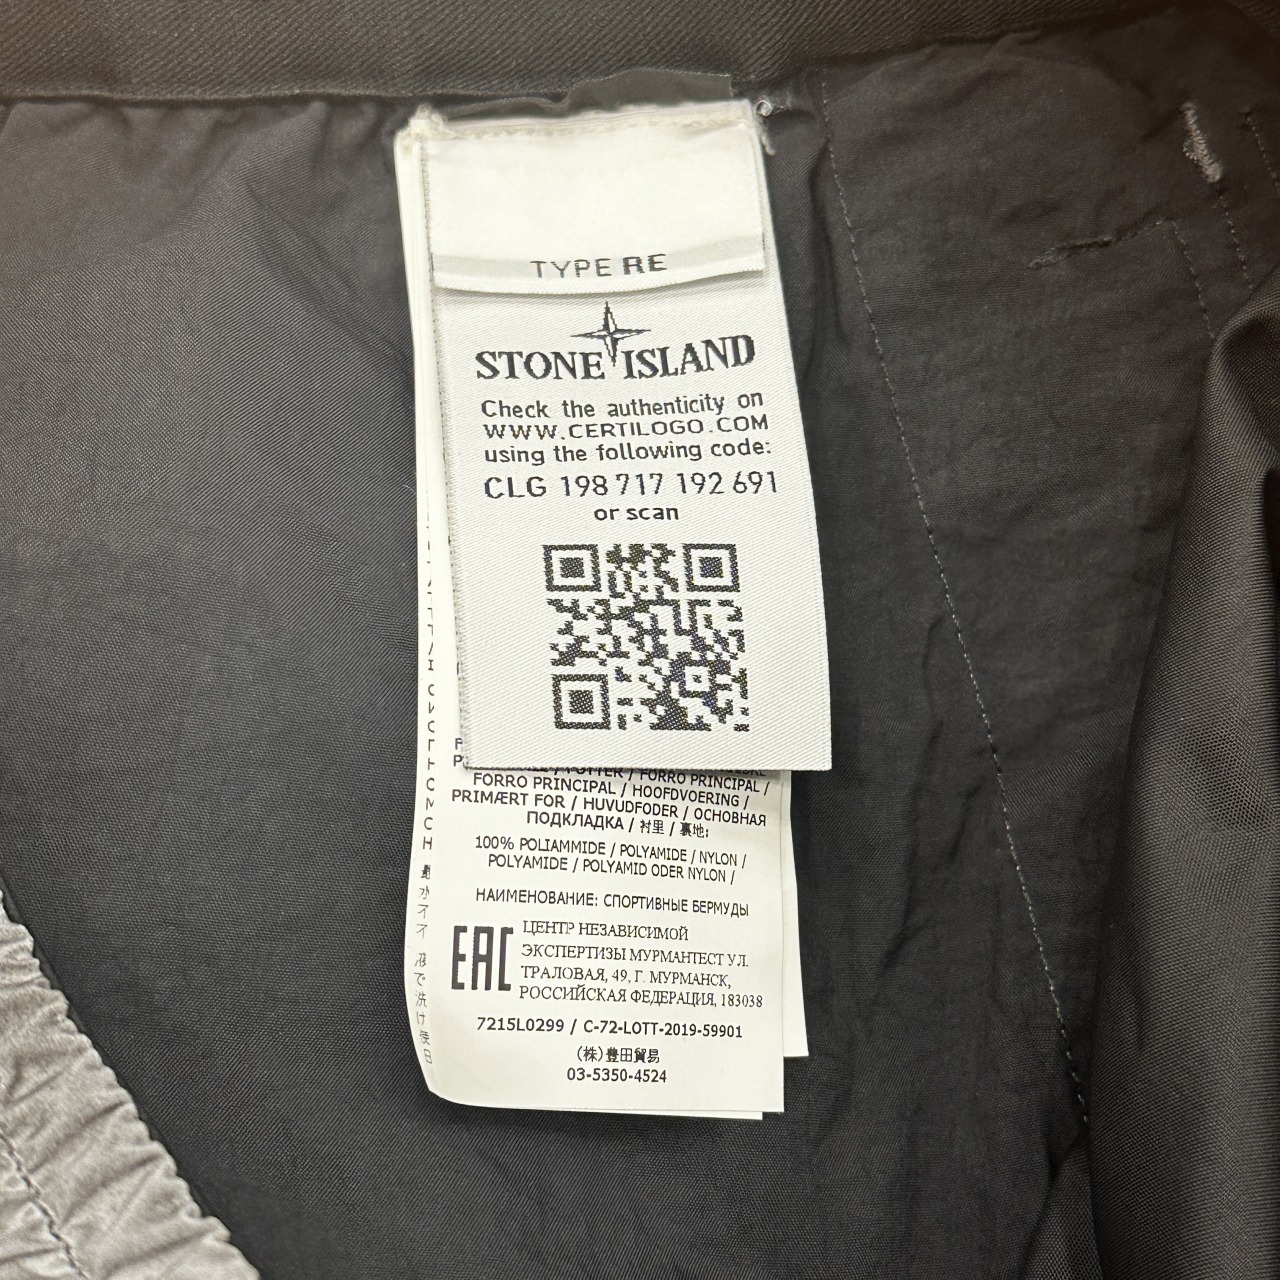 TYPE RE
STONE ISLAND
Check the authenticity on
WWW.CERTILOGO.COM
using the following code:
CLG 198 717 192 691
or scan
/ FORRO PRINCIPAL /
FORRO PRINCIPAL / HOOFDVOERING /
PRIMÆRT FOR / HUVUDFODER / ОСНОВНАЯ
ПОДКЛАДКА / 衬里 / 裏地:
100% POLIAMMIDE / POLYAMIDE / NYLON /
POLYAMIDE / POLYAMID ODER NYLON /
НАИМЕНОВАНИЕ: СПОРТИВНЫЕ БЕРМУДЫ
EAC
ЦЕНТР НЕЗАВИСИМОЙ
ЭКСПЕРТИЗЫ МУРМАНТЕСТ УЛ.
ТРАЛОВАЯ, 49, Г. МУРМАНСК,
РОССИЙСКАЯ ФЕДЕРАЦИЯ, 183038
7215L0299 / C-72-LOTT-2019-59901
(株)豊田貿易
03-5350-4524